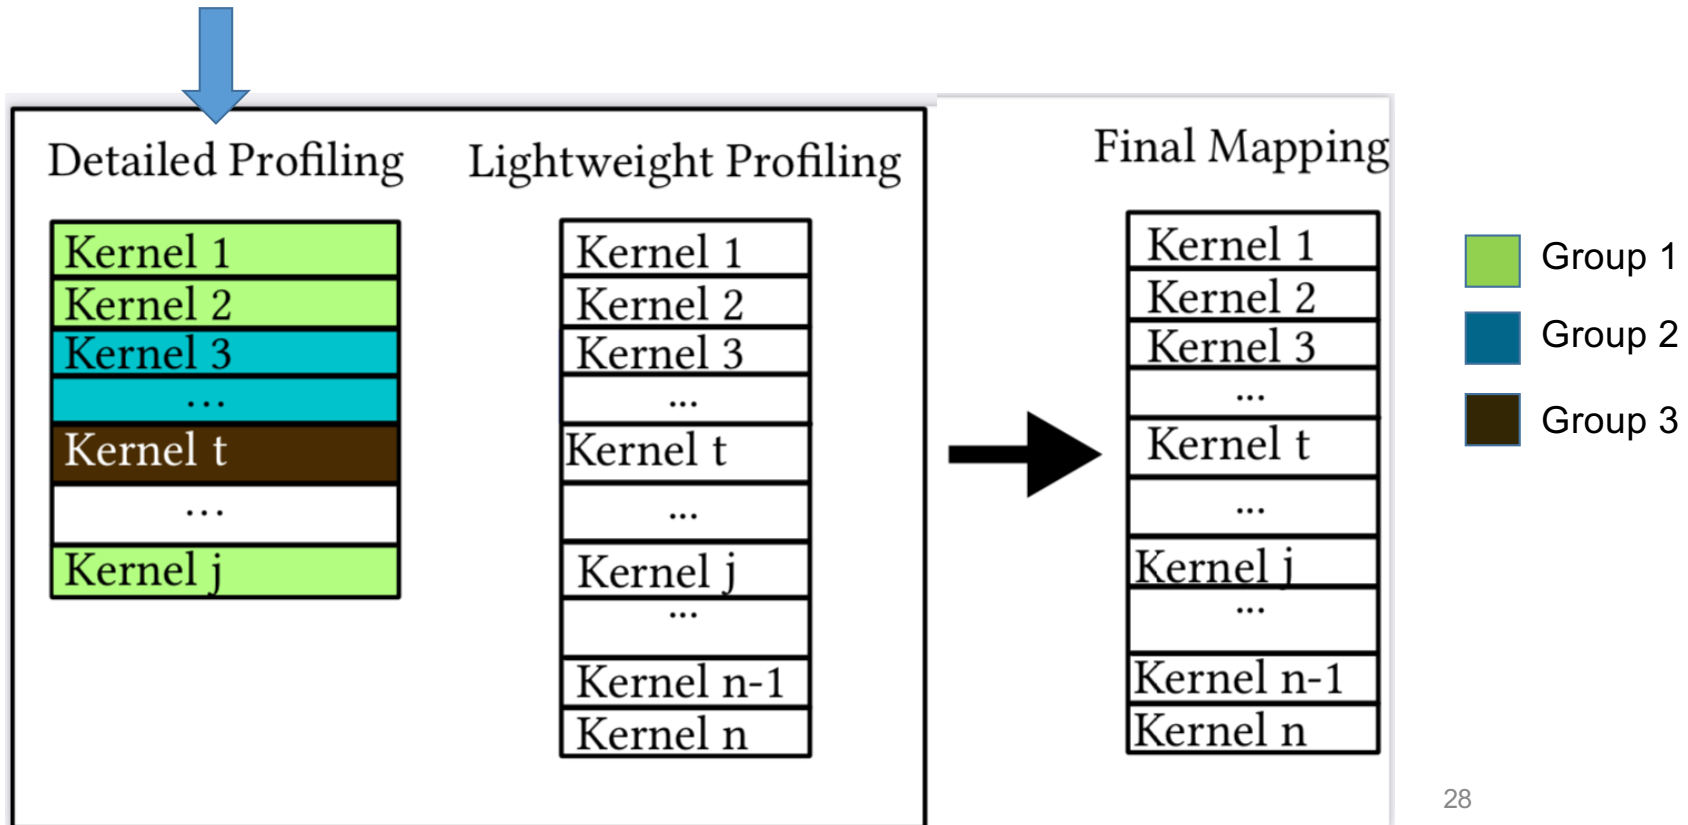 Detailed Profiling
Kernel 1
Kernel 2
Kernel 3
...
Kernel t
...
Kernel j
Lightweight Profiling
Kernel 1
Kernel 2
Kernel 3
...
Kernel t
...
Kernel j
...
Kernel n-1
Kernel n
Final Mapping
Kernel 1
Kernel 2
Kernel 3
...
Kernel t
...
Kernel j
...
Kernel n-1
Kernel n
Group 1
Group 2
Group 3
28